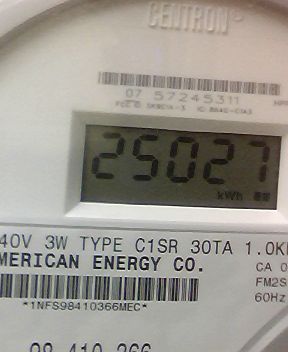 CENTRON®
07 57245311
25027
kWh
40V 3W TYPE C1SR 30TA 1.0K
MERICAN ENERGY CO.
CA 0
FM2S
60Hz
*1NFS98410366MEC*
98 410 366